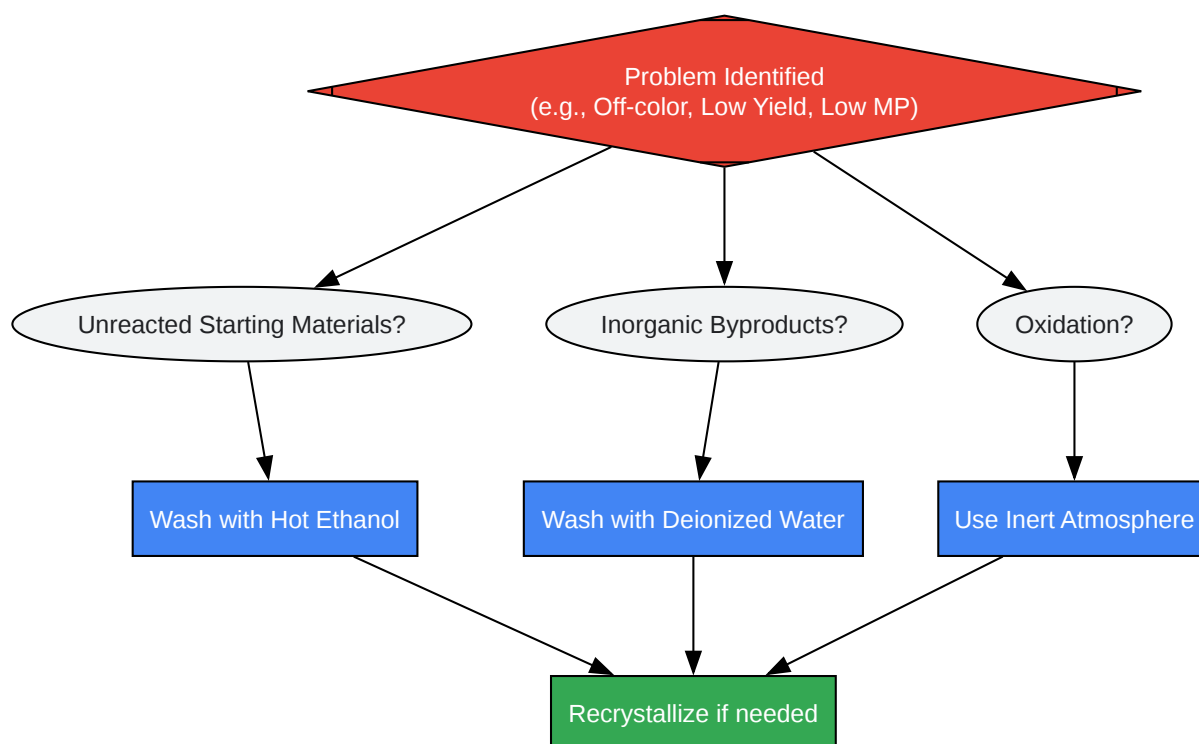 Problem Identified
(e.g., Off-color, Low Yield, Low MP)
Unreacted Starting Materials?
Inorganic Byproducts?
Oxidation?
Wash with Hot Ethanol
Wash with Deionized Water
Use Inert Atmosphere
Recrystallize if needed